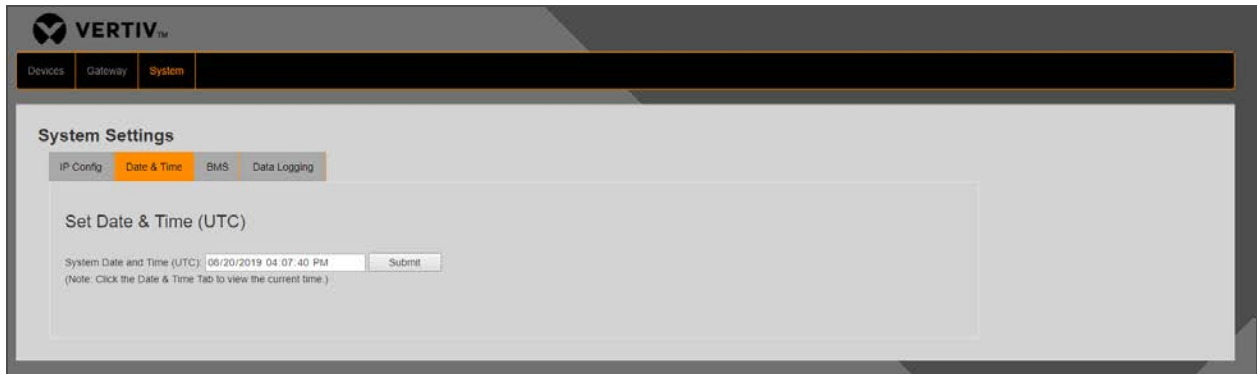 VERTIV™
Devices Gateway System
System Settings
IP Config Date & Time BMS Data Logging
Set Date & Time (UTC)
System Date and Time (UTC): 06/20/2019 04:07:40 PM Submit
(Note: Click the Date & Time Tab to view the current time.)